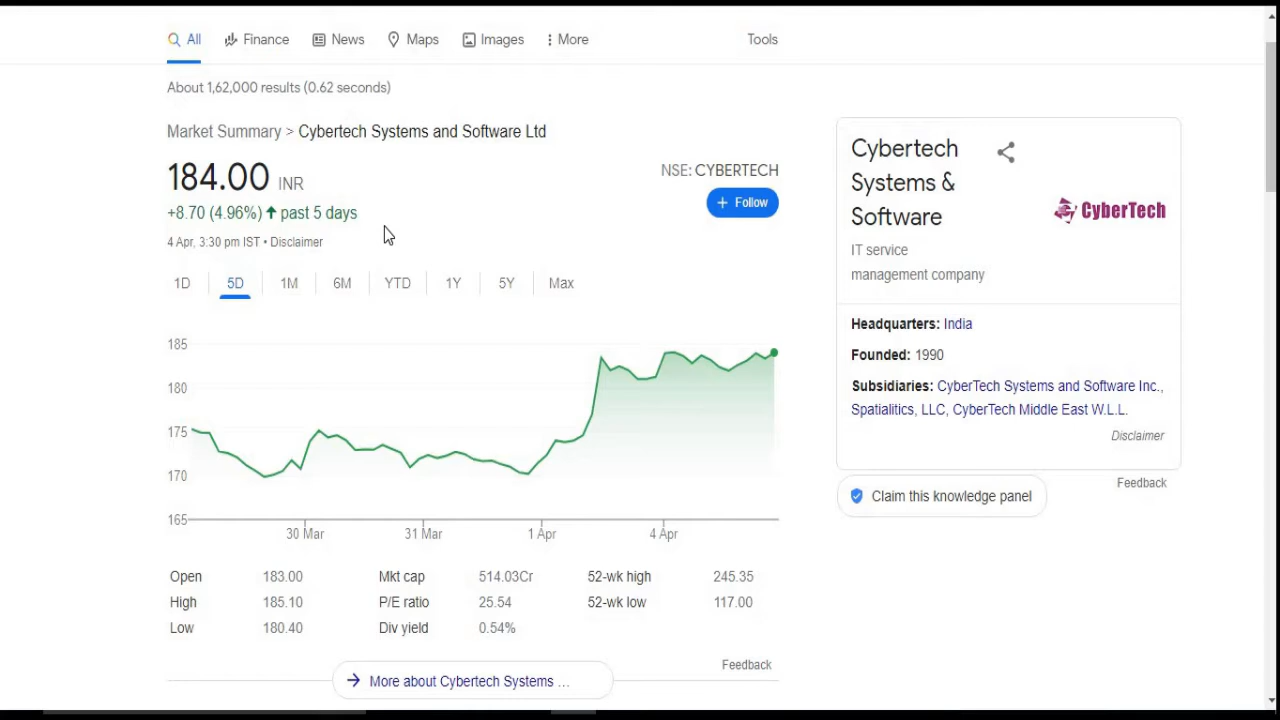 All Finance News Maps Images More Tools
About 1,62,000 results (0.62 seconds)
Market Summary > Cybertech Systems and Software Ltd
184.00 INR
+8.70 (4.96%) ↑ past 5 days
4 Apr, 3:30 pm IST • Disclaimer
NSE: CYBERTECH
+ Follow
1D 5D 1M 6M YTD 1Y 5Y Max
185
180
175
170
165
30 Mar 31 Mar 1 Apr 4 Apr
Open 183.00 Mkt cap 514.03Cr 52-wk high 245.35
High 185.10 P/E ratio 25.54 52-wk low 117.00
Low 180.40 Div yield 0.54%
Feedback
→ More about Cybertech Systems ...
Cybertech
Systems &
Software
CyberTech
IT service
management company
Headquarters: India
Founded: 1990
Subsidiaries: CyberTech Systems and Software Inc.,
Spatialitics, LLC, CyberTech Middle East W.L.L.
Disclaimer
Feedback
Claim this knowledge panel